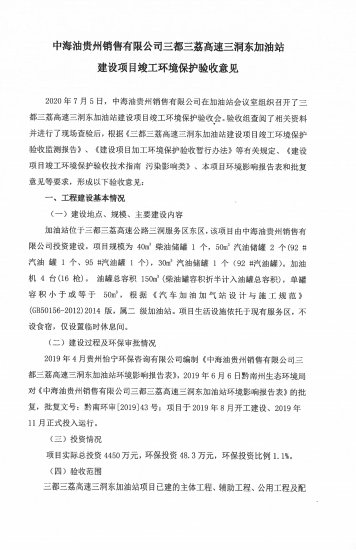 中海油贵州销售有限公司三都三荔高速三洞东加油站
建设项目竣工环境保护验收意见
2020年7月5日，中海油贵州销售有限公司在加油站会议室组织召开了三
都三荔高速三洞东加油站建设项目竣工环境保护验收会。验收组查阅了相关资料
并进行了现场查验后，根据《三都三荔高速三洞东加油站建设项目竣工环境保护
验收监测报告》、《建设项目加工环境保护验收暂行办法》等有关规定、《建设
项目竣工环境保护验收技术指南 污染影响类》、本项目环境影响报告表和批复
意见等要求，形成以下验收意见：
一、工程建设基本情况
（一）建设地点、规模、主要建设内容
加油站位于三都三荔高速公路三洞服务区东区，该项目由中海油贵州销售有
限公司投资建设。项目规模为 40m³柴油储罐 1 个，50m³汽油储罐 2 个(92 #
汽油 罐 1 个、95 #汽油罐 1 个)，30m³汽油储罐 1 个（92 #汽油罐）。加油
机 4 台(16 枪)， 油罐总容积 150m³(柴油罐容积折半计入油罐总容积)，单罐
容积小于或等于 50m³。根据《汽车加油加气站设计与施工规范》
(GB50156-2012)2014 版，属二 级加油站。项目生活设施依托于现有服务区，不
设食宿，仅设置临时休息间。
（二）建设过程及环保审批情况
2019 年 4 月贵州怡宁环保咨询有限公司编制《中海油贵州销售有限公司三
都三荔高速三洞东加油站环境影响报告表》。2019 年 6 月 6 日黔南州生态环境局
对《中海油贵州销售有限公司三都三荔高速三洞东加油站环境影响报告表》的批
复，批复文号：黔南环审[2019]43 号；项目于 2019 年 8 月开工建设、2019 年
11 月正式投入运行。
（三）投资情况
项目实际总投资 4450 万元，环保投资 48.3 万元，环保投资比例 1.1%。
（四）验收范围
三都三荔高速三洞东加油站项目已建的主体工程、辅助工程、公用工程及配